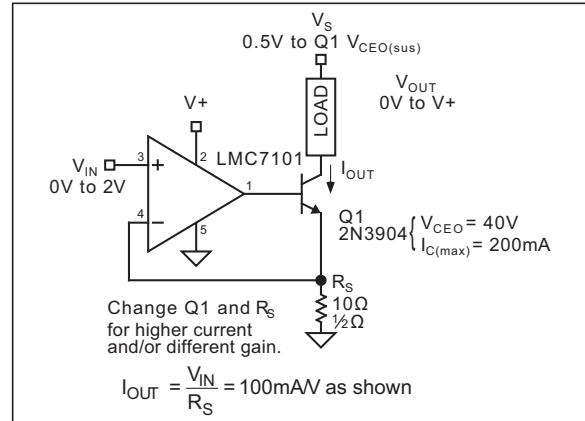 V_S
0.5V to Q1 V_CEO(sus)
V_OUT
0V to V+
LOAD
V+
LMC7101
V_IN
0V to 2V
3
+
2
1
4
−
5
I_OUT
Q1
2N3904
V_CEO = 40V
I_C(max) = 200mA
R_S
10Ω
½Ω
Change Q1 and R_S
for higher current
and/or different gain.
I_OUT = V_IN / R_S = 100mA/V as shown